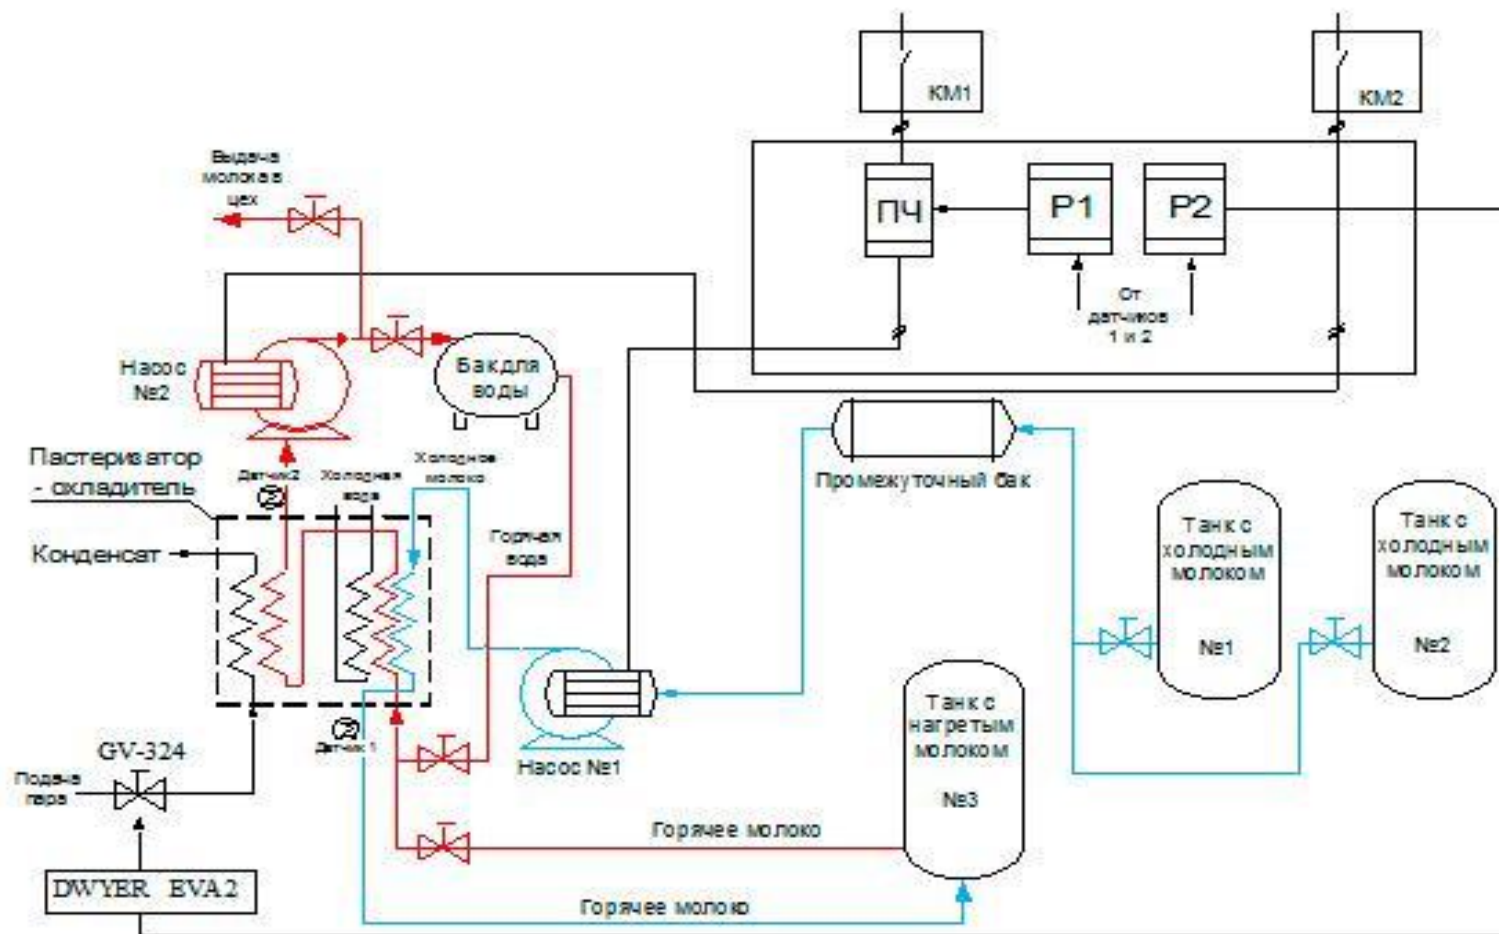 КМ1
КМ2
Выдача
молока в
цех
ПЧ
Р1
Р2
От
датчиков
1 и 2
Насос
№2
Бак для
воды
Пастеризатор
- охладитель
Датчик2
Холодная
вода
Холодное
молоко
Промежуточный бак
Конденсат
Горячая
вода
Танк с
холодным
молоком
№1
Танк с
холодным
молоком
№2
GV-324
Датчик 1
Подача
пара
Насос №1
Танк с
нагретым
молоком
№3
Горячее молоко
DWYER EVA2
Горячее молоко